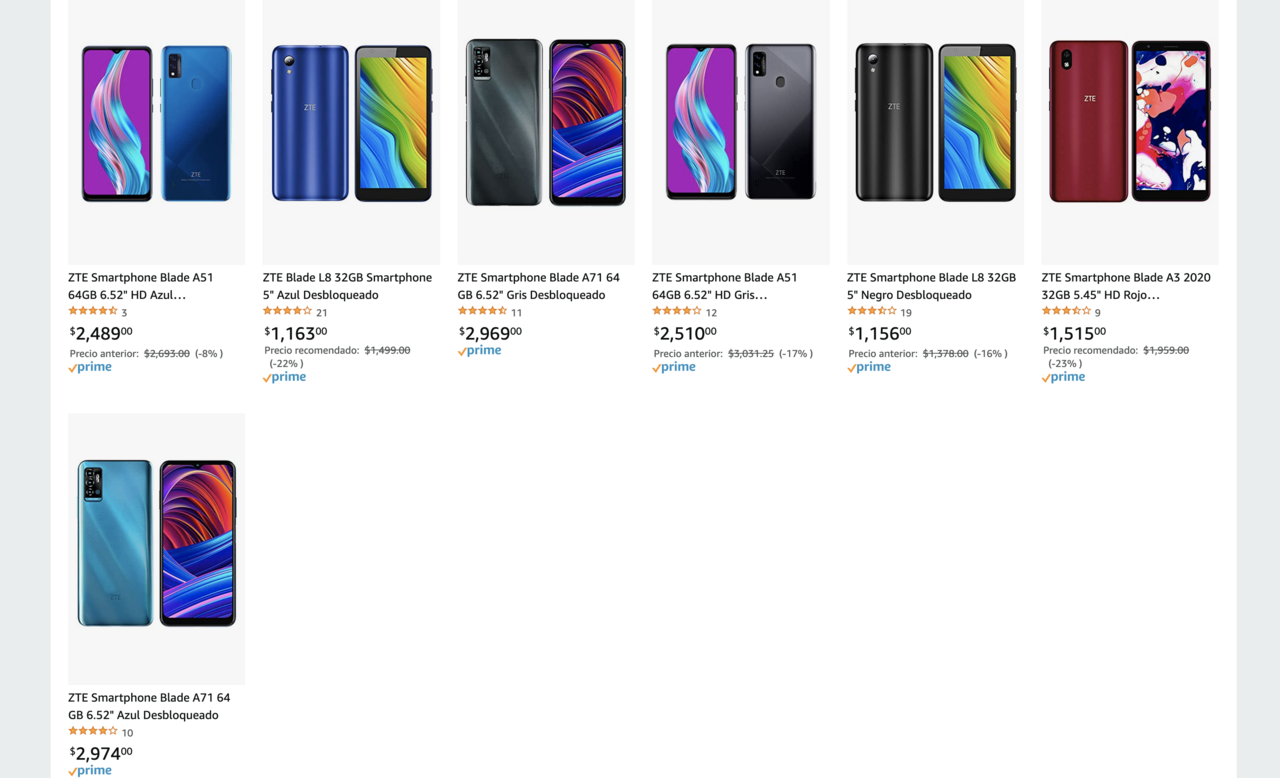 ZTE
ZTE
ZTE
ZTE
ZTE
ZTE Smartphone Blade A51
64GB 6.52" HD Azul...
3
$2,489.00
Precio anterior: $2,693.00 (-8% )
prime
ZTE Blade L8 32GB Smartphone
5" Azul Desbloqueado
21
$1,163.00
Precio recomendado: $1,499.00
(-22% )
prime
ZTE Smartphone Blade A71 64
GB 6.52" Gris Desbloqueado
11
$2,969.00
prime
ZTE Smartphone Blade A51
64GB 6.52" HD Gris...
12
$2,510.00
Precio anterior: $3,031.25 (-17% )
prime
ZTE Smartphone Blade L8 32GB
5" Negro Desbloqueado
19
$1,156.00
Precio anterior: $1,378.00 (-16% )
prime
ZTE Smartphone Blade A3 2020
32GB 5.45" HD Rojo...
9
$1,515.00
Precio recomendado: $1,959.00
(-23% )
prime
ZTE
ZTE Smartphone Blade A71 64
GB 6.52" Azul Desbloqueado
10
$2,974.00
prime